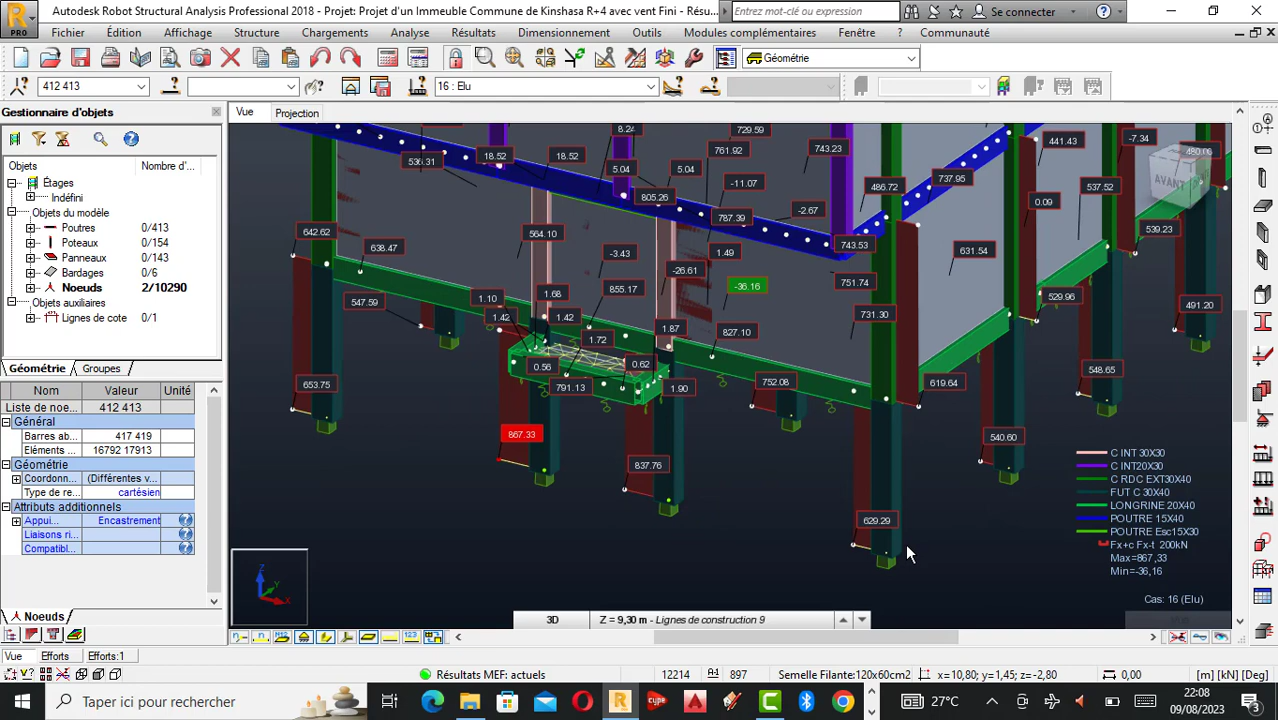 Autodesk Robot Structural Analysis Professional 2018 - Projet: Projet d'un Immeuble Commune de Kinshasa R+4 avec vent Fini - Résu...
Entrez mot-clé ou expression
Se connecter
PRO
Fichier Édition Affichage Structure Chargements Analyse Résultats Dimensionnement Outils Modules complémentaires Fenêtre ? Communauté
Géométrie
412 413
16 : Elu
Gestionnaire d'objets
Vue Projection
Objets Nombre d'...
Étages
Indéfini
Objets du modèle
Poutres 0/413
Poteaux 0/154
Panneaux 0/143
Bardages 0/6
Noeuds 2/10290
Objets auxiliaires
Lignes de cote 0/1
Géométrie Groupes
Nom Valeur Unité
Liste de noe... 412 413
Général
Barres ab... 417 419
Eléments ... 16792 17913
Géométrie
Coordonn... (Différentes v
Type de re... cartésien
Attributs additionnels
Appui... Encastrement
Liaisons ri...
Compatibl...
Noeuds
8.24 729.59
743.23
441.43
-7.34
480.06
536.31
18.52
18.52
5.04
5.04
761.92
-11.07
486.72
737.95
537.52
AVANT
0.09
805.26
787.39
-2.67
642.62
638.47
564.10
-3.43
1.49
743.53
631.54
539.23
-26.61
-36.16
751.74
547.59
1.10
1.68
855.17
529.96
491.20
1.42
1.42
1.72
1.87
827.10
731.30
653.75
0.56
791.13
0.62
1.90
752.08
619.64
548.65
867.33
837.76
540.60
629.29
C INT 30X30
C INT20X30
C RDC EXT30X40
FUT C 30X40
LONGRINE 20X40
POUTRE 15X40
POUTRE Esc15X30
Fx+c Fx-t 200kN
Max=867,33
Min=-36,16
Cas: 16 (Elu)
Z
Y
X
3D Z = 9,30 m - Lignes de construction 9
Vue Efforts Efforts:1
Résultats MEF: actuels 12214 897 Semelle Filante:120x60cm2 x=10,80; y=1,45; z=-2,80 0,00 [m] [kN] [Deg]
Taper ici pour rechercher
27°C
22:08
09/08/2023
3